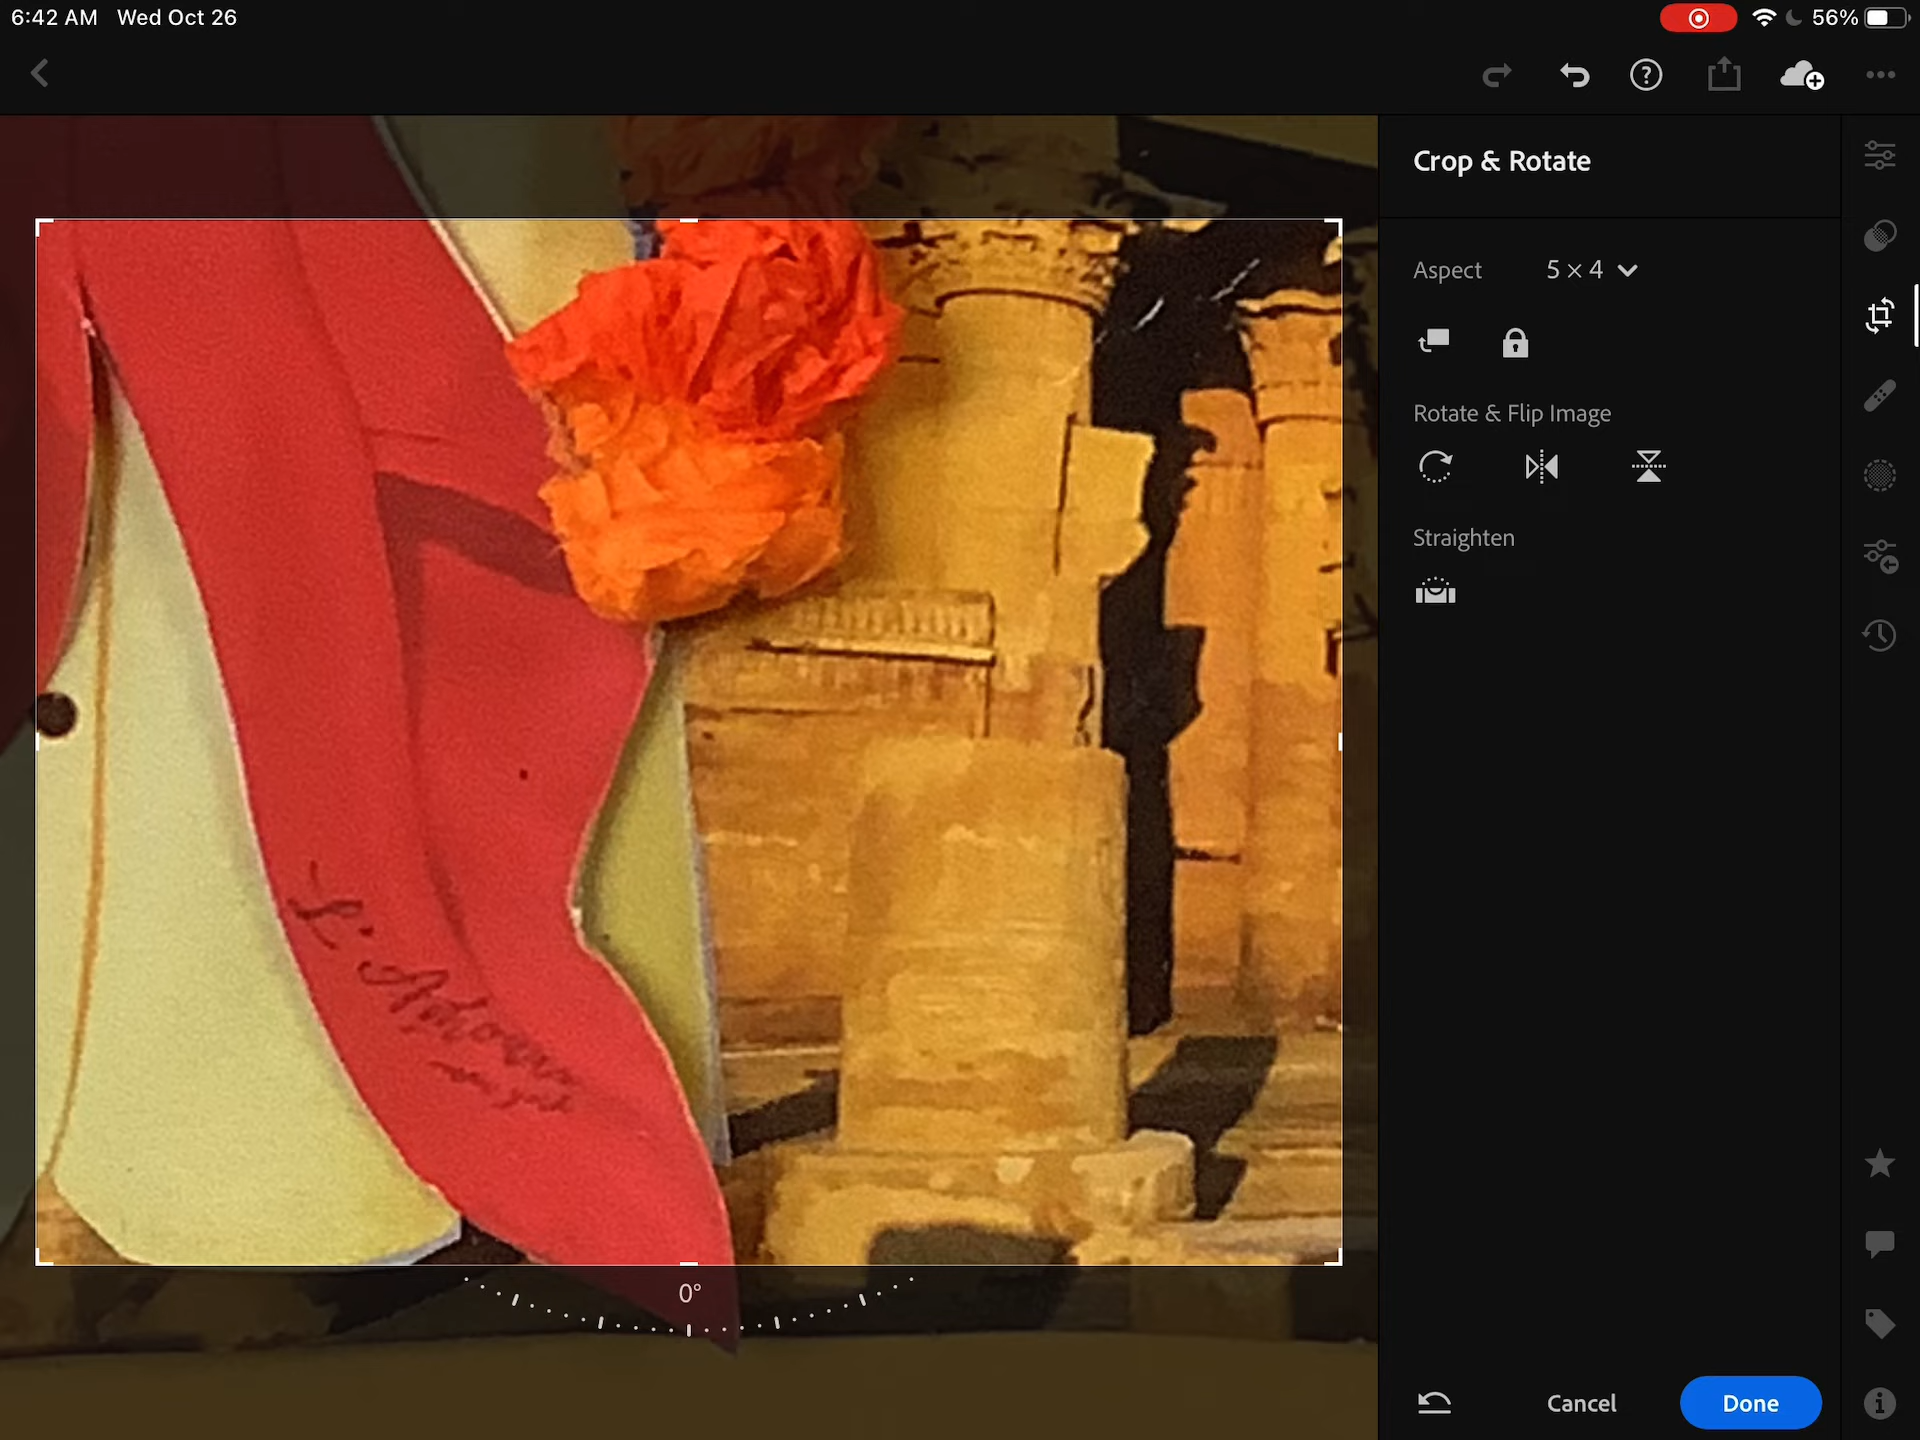 6:42 AM Wed Oct 26
56%
Crop & Rotate
Aspect 5 × 4
Rotate & Flip Image
Straighten
L'Amour
0°
Cancel
Done